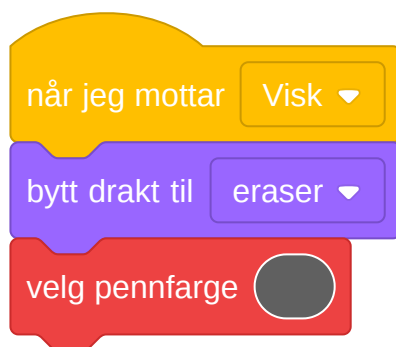 når jeg mottar Visk
bytt drakt til eraser
velg pennfarge